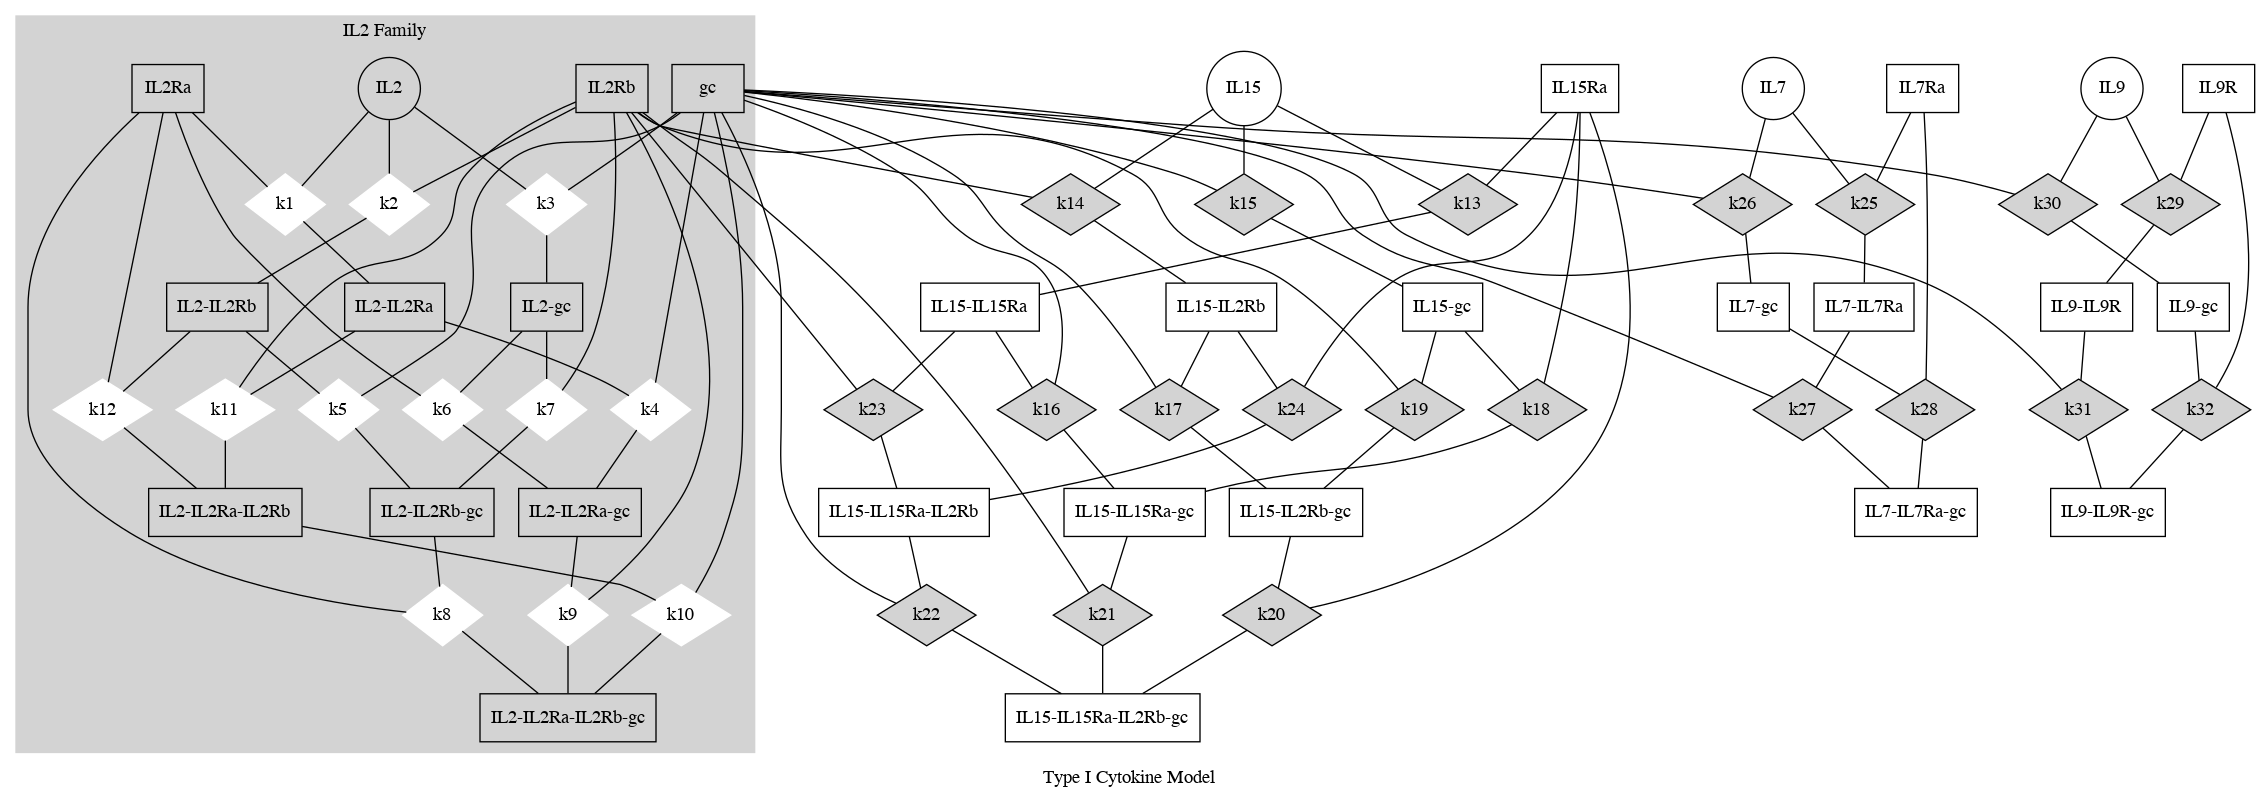 IL2 Family
IL2Ra
IL2
IL2Rb
gc
IL15
IL15Ra
IL7
IL7Ra
IL9
IL9R
k1
k2
k3
k14
k15
k13
k26
k25
k30
k29
IL2-IL2Rb
IL2-IL2Ra
IL2-gc
IL15-IL15Ra
IL15-IL2Rb
IL15-gc
IL7-gc
IL7-IL7Ra
IL9-IL9R
IL9-gc
k12
k11
k5
k6
k7
k4
k23
k16
k17
k24
k19
k18
k27
k28
k31
k32
IL2-IL2Ra-IL2Rb
IL2-IL2Rb-gc
IL2-IL2Ra-gc
IL15-IL15Ra-IL2Rb
IL15-IL15Ra-gc
IL15-IL2Rb-gc
IL7-IL7Ra-gc
IL9-IL9R-gc
k8
k9
k10
k22
k21
k20
IL2-IL2Ra-IL2Rb-gc
IL15-IL15Ra-IL2Rb-gc
Type I Cytokine Model